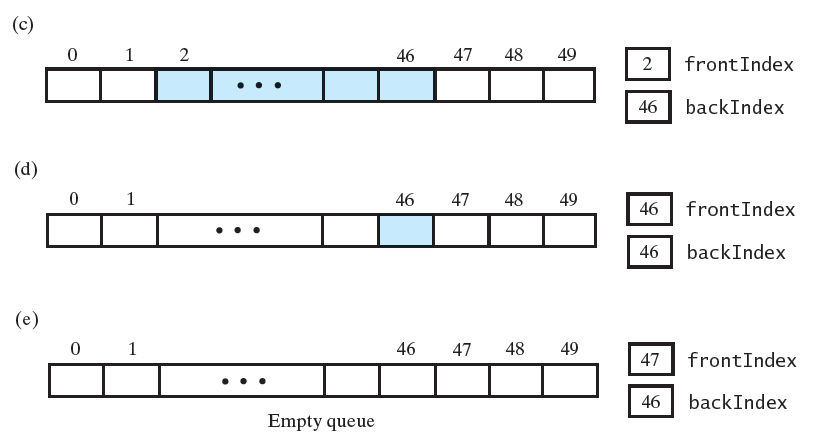 (c)
0 1 2 46 47 48 49
2 frontIndex
• • •
46 backIndex
(d)
0 1 46 47 48 49
46 frontIndex
• • •
46 backIndex
(e)
0 1 46 47 48 49
47 frontIndex
• • •
46 backIndex
Empty queue